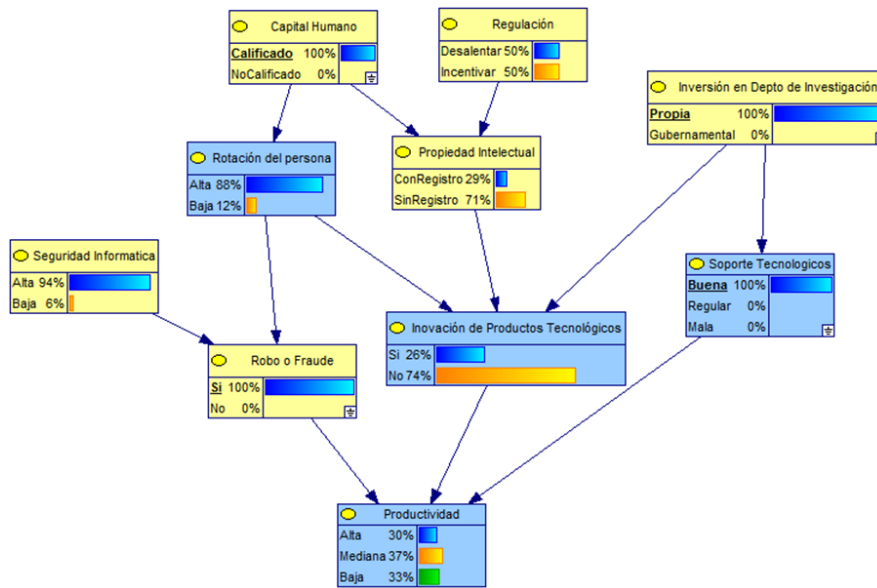 Capital Humano
Calificado 100%
NoCalificado 0%
Regulación
Desalentar 50%
Incentivar 50%
Inversión en Depto de Investigación
Propia 100%
Gubernamental 0%
Rotación del persona
Alta 88%
Baja 12%
Propiedad Intelectual
ConRegistro 29%
SinRegistro 71%
Seguridad Informatica
Alta 94%
Baja 6%
Soporte Tecnologicos
Buena 100%
Regular 0%
Mala 0%
Inovación de Productos Tecnológicos
Si 26%
No 74%
Robo o Fraude
Si 100%
No 0%
Productividad
Alta 30%
Mediana 37%
Baja 33%